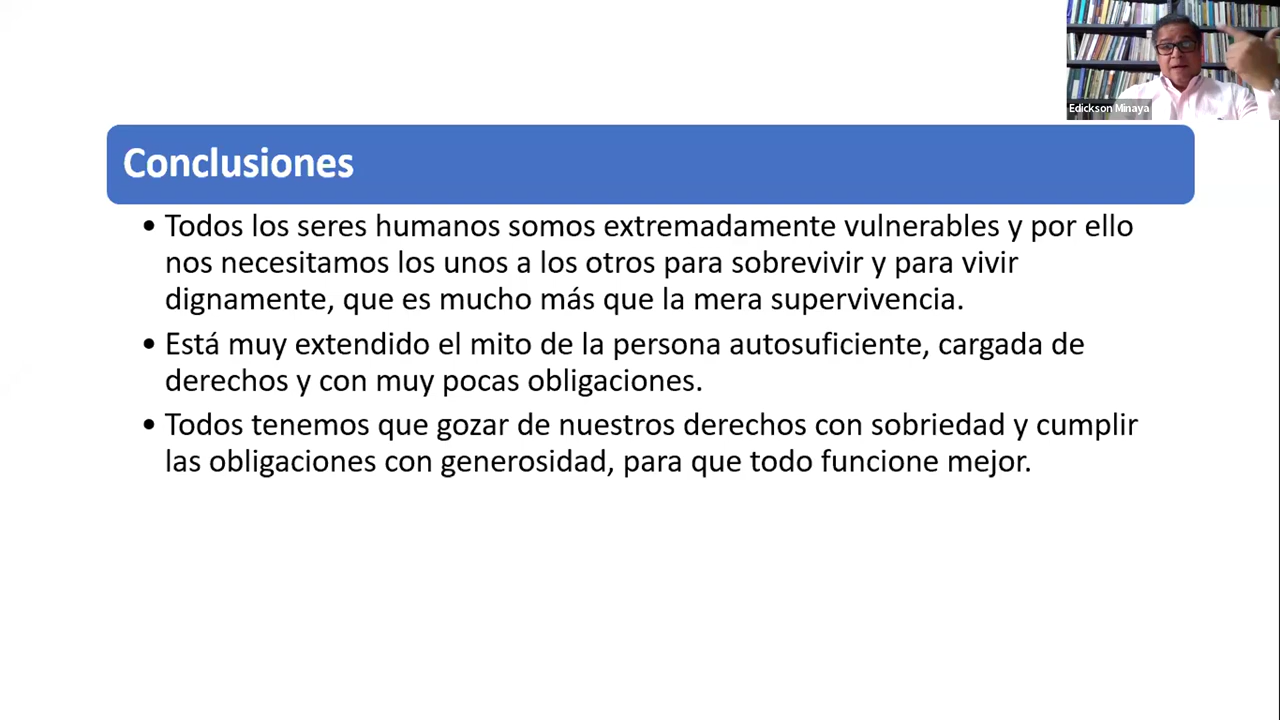 Edickson Minaya
Conclusiones
• Todos los seres humanos somos extremadamente vulnerables y por ello
nos necesitamos los unos a los otros para sobrevivir y para vivir
dignamente, que es mucho más que la mera supervivencia.
• Está muy extendido el mito de la persona autosuficiente, cargada de
derechos y con muy pocas obligaciones.
• Todos tenemos que gozar de nuestros derechos con sobriedad y cumplir
las obligaciones con generosidad, para que todo funcione mejor.